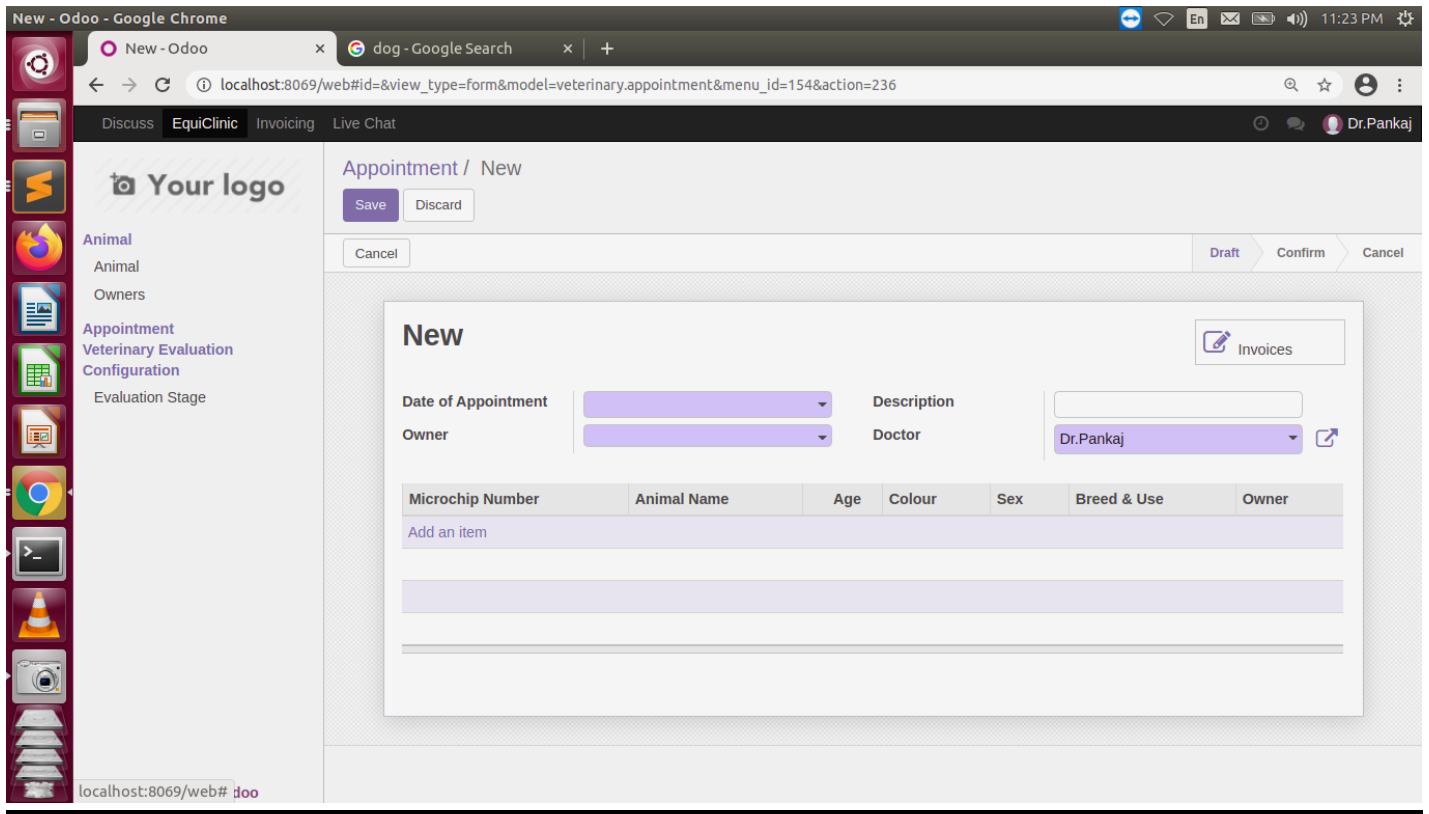 New - Odoo - Google Chrome
En
11:23 PM
New - Odoo
dog - Google Search
localhost:8069/web#id=&view_type=form&model=veterinary.appointment&menu_id=154&action=236
Discuss EquiClinic Invoicing Live Chat
Dr.Pankaj
Your logo
Animal
Animal
Owners
Appointment
Veterinary Evaluation
Configuration
Evaluation Stage
localhost:8069/web#
doo
Appointment / New
Save Discard
Cancel
Draft Confirm Cancel
New
Invoices
Date of Appointment
Description
Owner
Doctor Dr.Pankaj
Microchip Number Animal Name Age Colour Sex Breed & Use Owner
Add an item